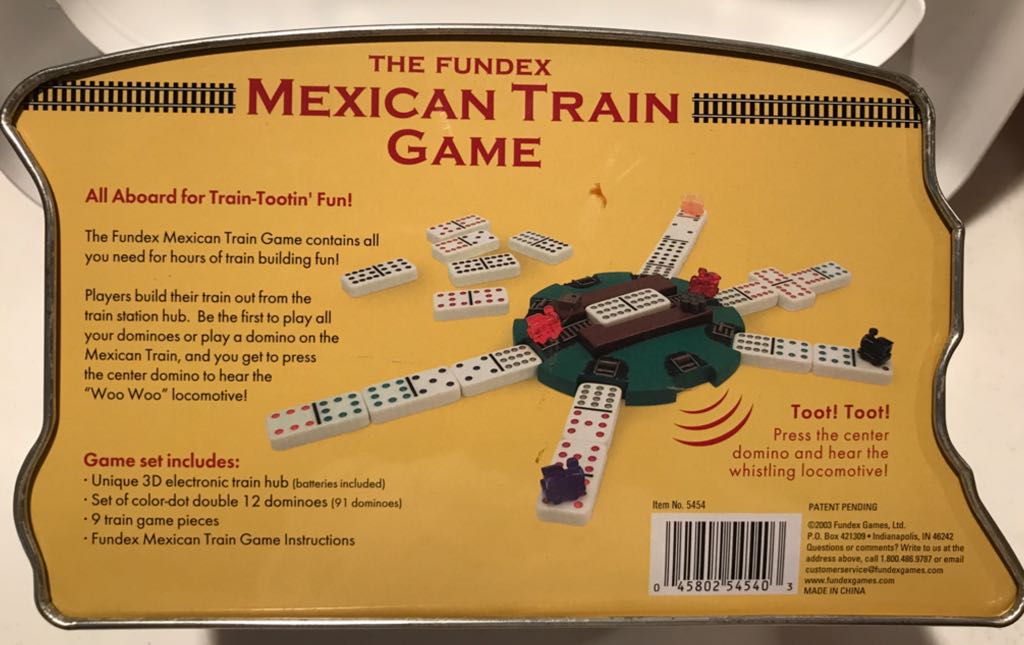 THE FUNDEX
MEXICAN TRAIN
GAME
All Aboard for Train-Tootin' Fun!
The Fundex Mexican Train Game contains all
you need for hours of train building fun!
Players build their train out from the
train station hub. Be the first to play all
your dominoes or play a domino on the
Mexican Train, and you get to press
the center domino to hear the
"Woo Woo" locomotive!
Game set includes:
· Unique 3D electronic train hub (batteries included)
· Set of color-dot double 12 dominoes (91 dominoes)
· 9 train game pieces
· Fundex Mexican Train Game Instructions
Toot! Toot!
Press the center
domino and hear the
whistling locomotive!
Item No. 5454
0 45802 54540 3
PATENT PENDING
©2003 Fundex Games, Ltd.
P.O. Box 421309 • Indianapolis, IN 46242
Questions or comments? Write to us at the
address above, call 1.800.486.9787 or email
customerservice@fundexgames.com
www.fundexgames.com
MADE IN CHINA